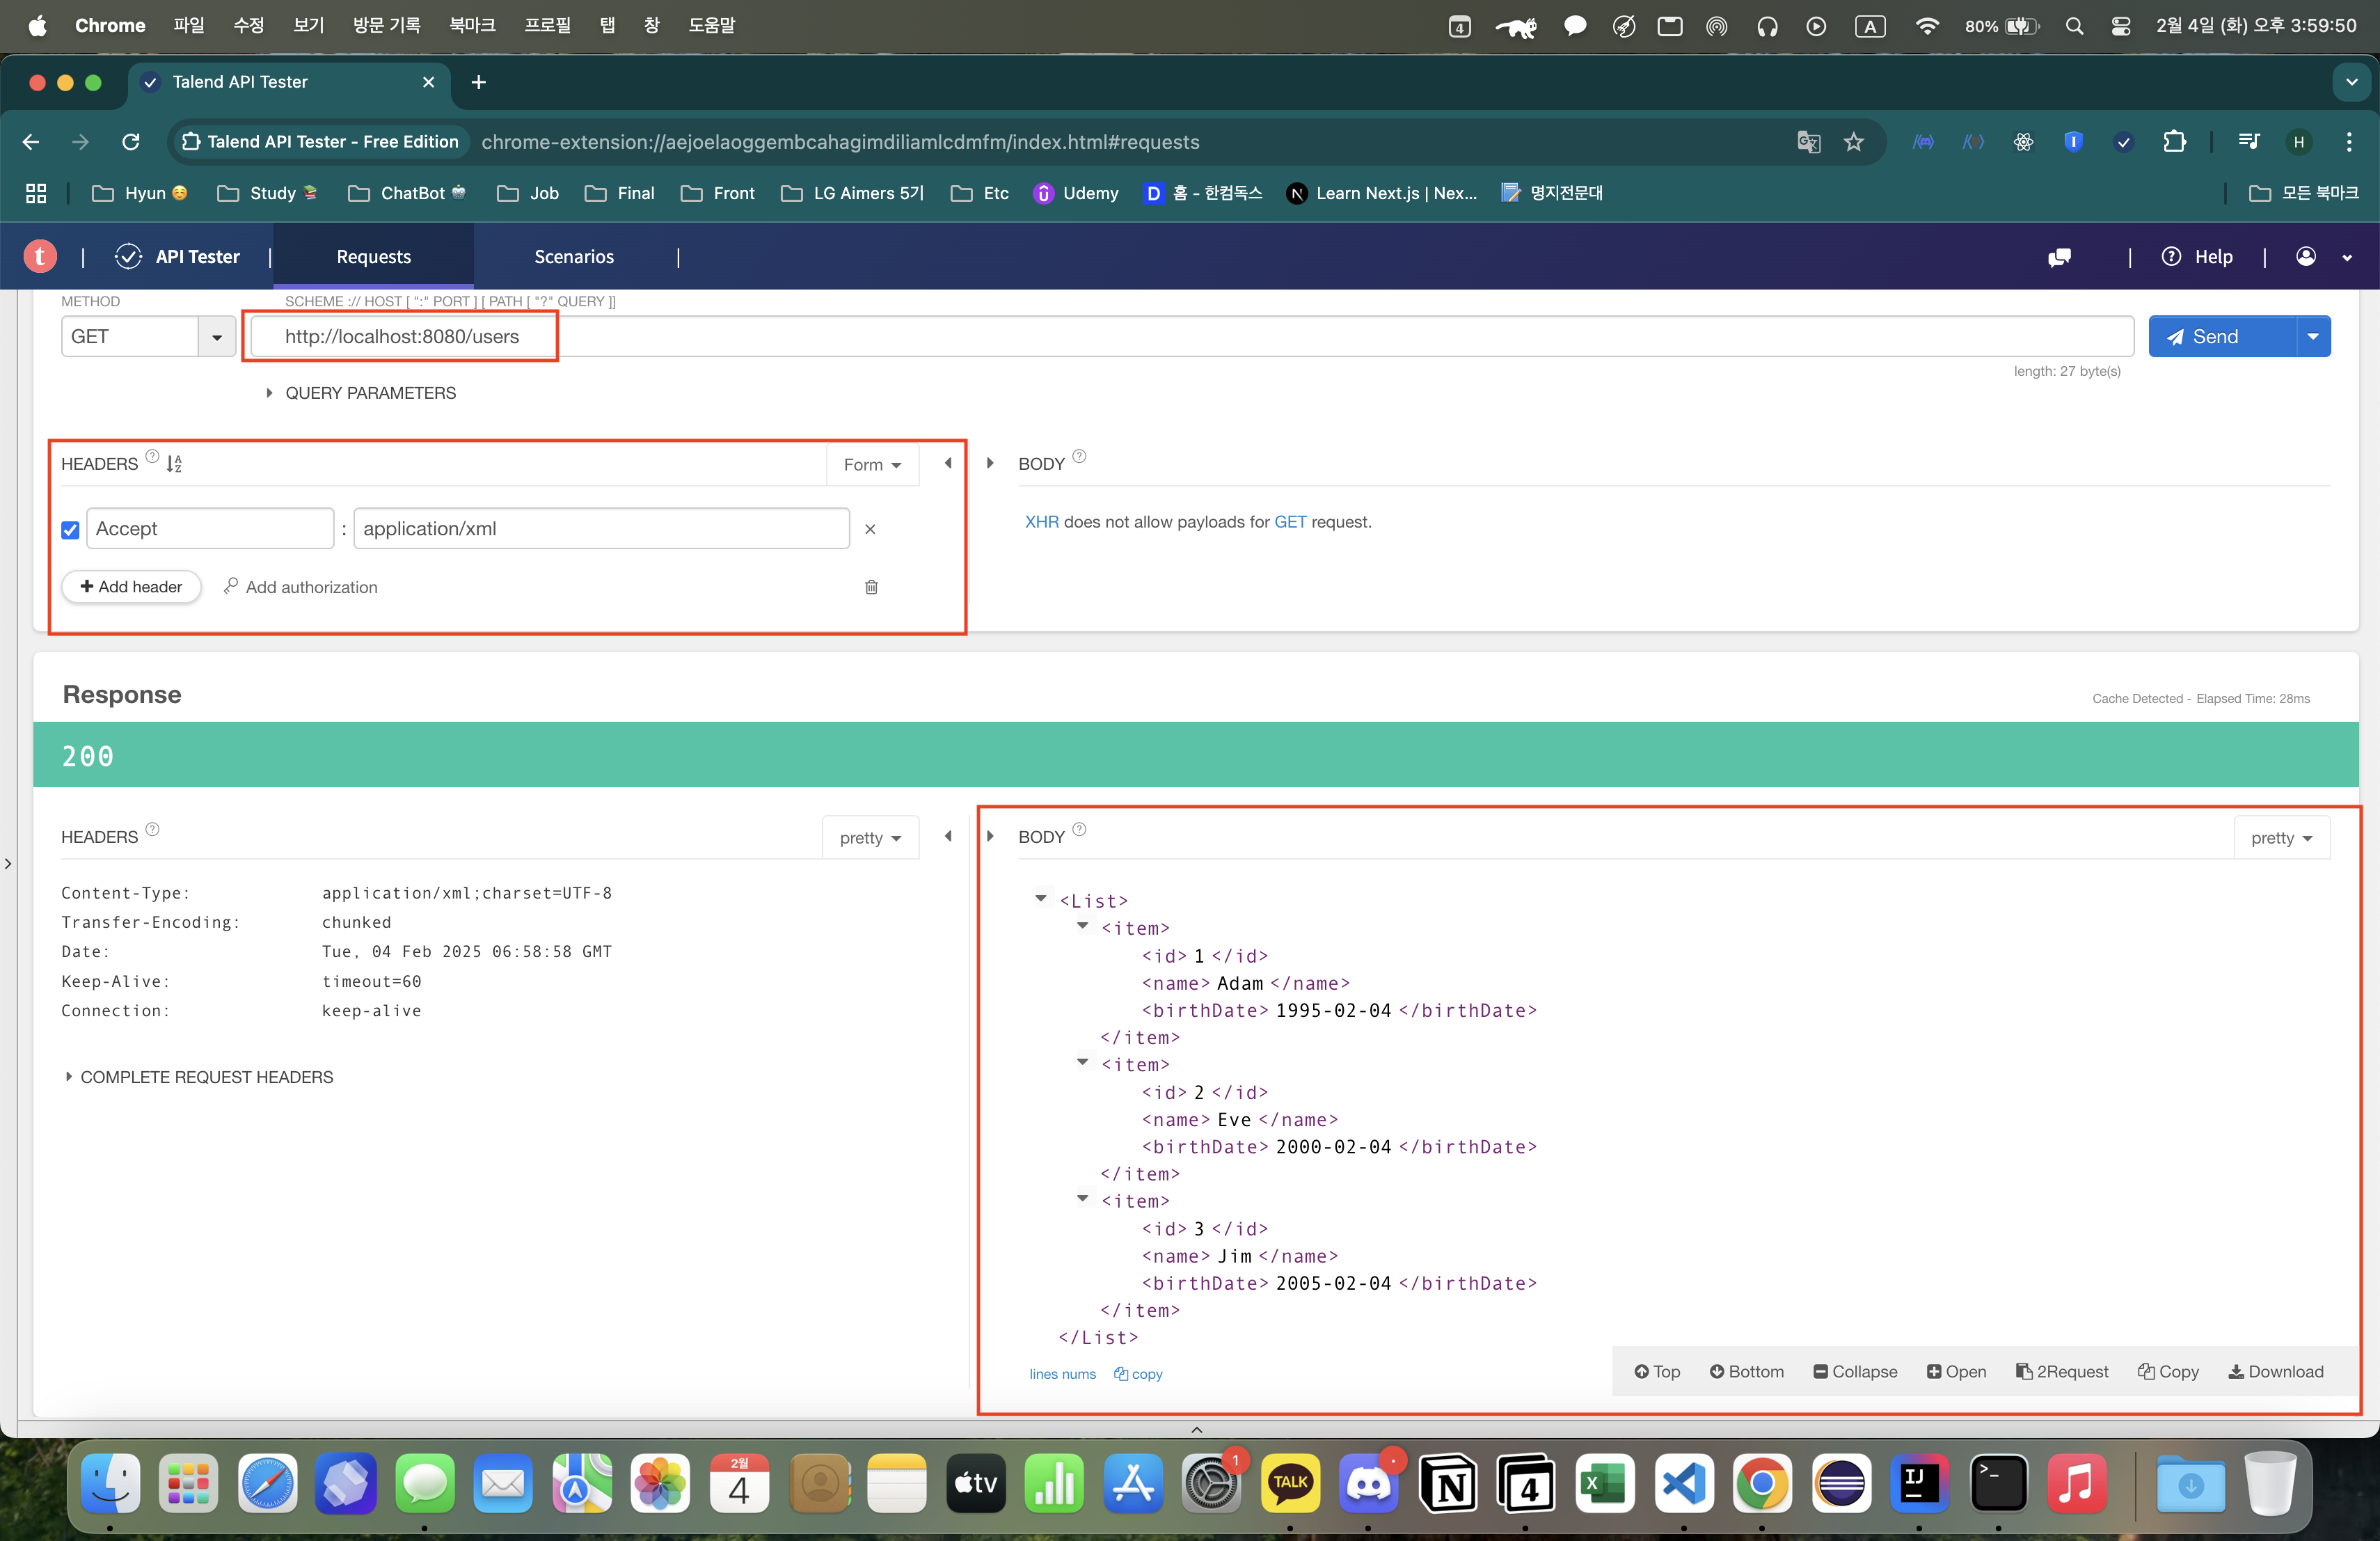 Chrome 파일 수정 보기 방문 기록 북마크 프로필 탭 창 도움말 4 A 80% 2월 4일 (화) 오후 3:59:50
Talend API Tester
Talend API Tester - Free Edition chrome-extension://aejoelaoggembcahagimdiliamlcdmfm/index.html#requests H
Hyun Study ChatBot Job Final Front LG Aimers 5기 Etc Udemy D 홈 - 한컴독스 N Learn Next.js | Nex... 명지전문대 모든 북마크
t | API Tester | Requests Scenarios | | Help |
METHOD SCHEME :// HOST [ ":" PORT ] [ PATH [ "?" QUERY ]]
GET http://localhost:8080/users Send
length: 27 byte(s)
QUERY PARAMETERS
HEADERS ? Form BODY ?
XHR does not allow payloads for GET request.
Accept : application/xml ×
Add header Add authorization
Response
Cache Detected - Elapsed Time: 28ms
200
HEADERS ? pretty BODY ? pretty
Content-Type: application/xml;charset=UTF-8
Transfer-Encoding: chunked
Date: Tue, 04 Feb 2025 06:58:58 GMT
Keep-Alive: timeout=60
Connection: keep-alive
COMPLETE REQUEST HEADERS
<List>
<item>
<id> 1 </id>
<name> Adam </name>
<birthDate> 1995-02-04 </birthDate>
</item>
<item>
<id> 2 </id>
<name> Eve </name>
<birthDate> 2000-02-04 </birthDate>
</item>
<item>
<id> 3 </id>
<name> Jim </name>
<birthDate> 2005-02-04 </birthDate>
</item>
</List>
lines nums copy
Top Bottom Collapse Open 2Request Copy Download
2월
4 tv 1 TALK N 4 X IJ >_